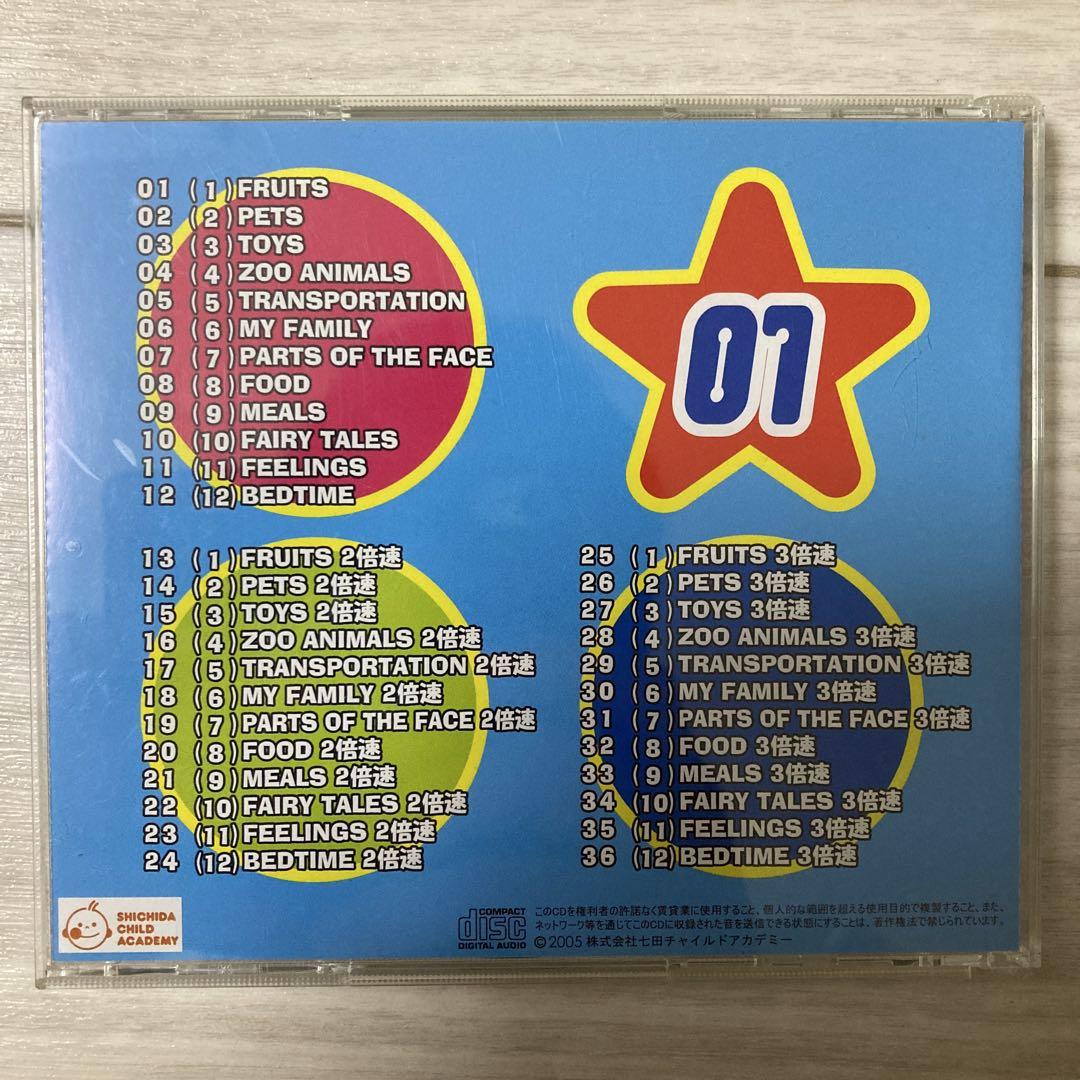 01 (1)FRUITS
02 (2)PETS
03 (3)TOYS
04 (4)ZOO ANIMALS
05 (5)TRANSPORTATION
06 (6)MY FAMILY
07 (7)PARTS OF THE FACE
08 (8)FOOD
09 (9)MEALS
10 (10)FAIRY TALES
11 (11)FEELINGS
12 (12)BEDTIME
01
13 (1)FRUITS 2倍速
14 (2)PETS 2倍速
15 (3)TOYS 2倍速
16 (4)ZOO ANIMALS 2倍速
17 (5)TRANSPORTATION 2倍速
18 (6)MY FAMILY 2倍速
19 (7)PARTS OF THE FACE 2倍速
20 (8)FOOD 2倍速
21 (9)MEALS 2倍速
22 (10)FAIRY TALES 2倍速
23 (11)FEELINGS 2倍速
24 (12)BEDTIME 2倍速
25 (1)FRUITS 3倍速
26 (2)PETS 3倍速
27 (3)TOYS 3倍速
28 (4)ZOO ANIMALS 3倍速
29 (5)TRANSPORTATION 3倍速
30 (6)MY FAMILY 3倍速
31 (7)PARTS OF THE FACE 3倍速
32 (8)FOOD 3倍速
33 (9)MEALS 3倍速
34 (10)FAIRY TALES 3倍速
35 (11)FEELINGS 3倍速
36 (12)BEDTIME 3倍速
SHICHIDA
CHILD
ACADEMY
COMPACT
disc
DIGITAL AUDIO
このCDを権利者の許諾なく賃貸業に使用すること、個人的な範囲を超える使用目的で複製すること、また、
ネットワーク等を通じてこのCDに収録された音を送信できる状態にすることは、著作権法で禁じられています。
©2005 株式会社七田チャイルドアカデミー